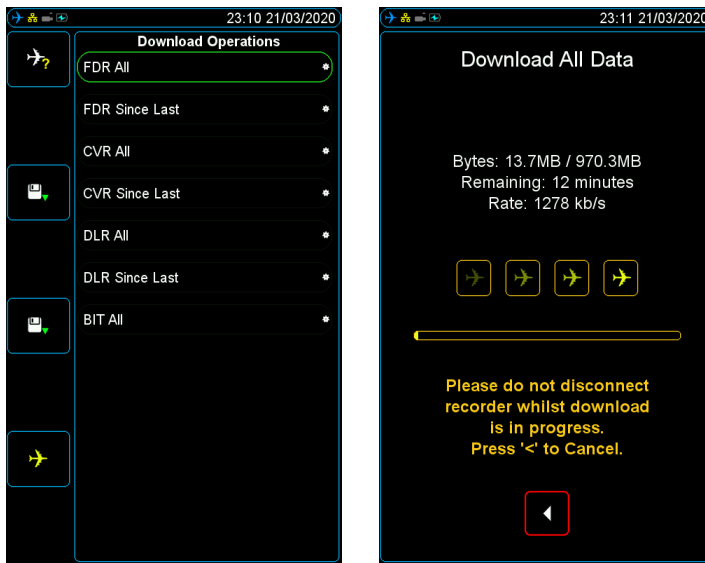 23:10 21/03/2020
Download Operations
?
FDR All
FDR Since Last
CVR All
CVR Since Last
DLR All
DLR Since Last
BIT All
23:11 21/03/2020
Download All Data
Bytes: 13.7MB / 970.3MB
Remaining: 12 minutes
Rate: 1278 kb/s
Please do not disconnect
recorder whilst download
is in progress.
Press '<' to Cancel.